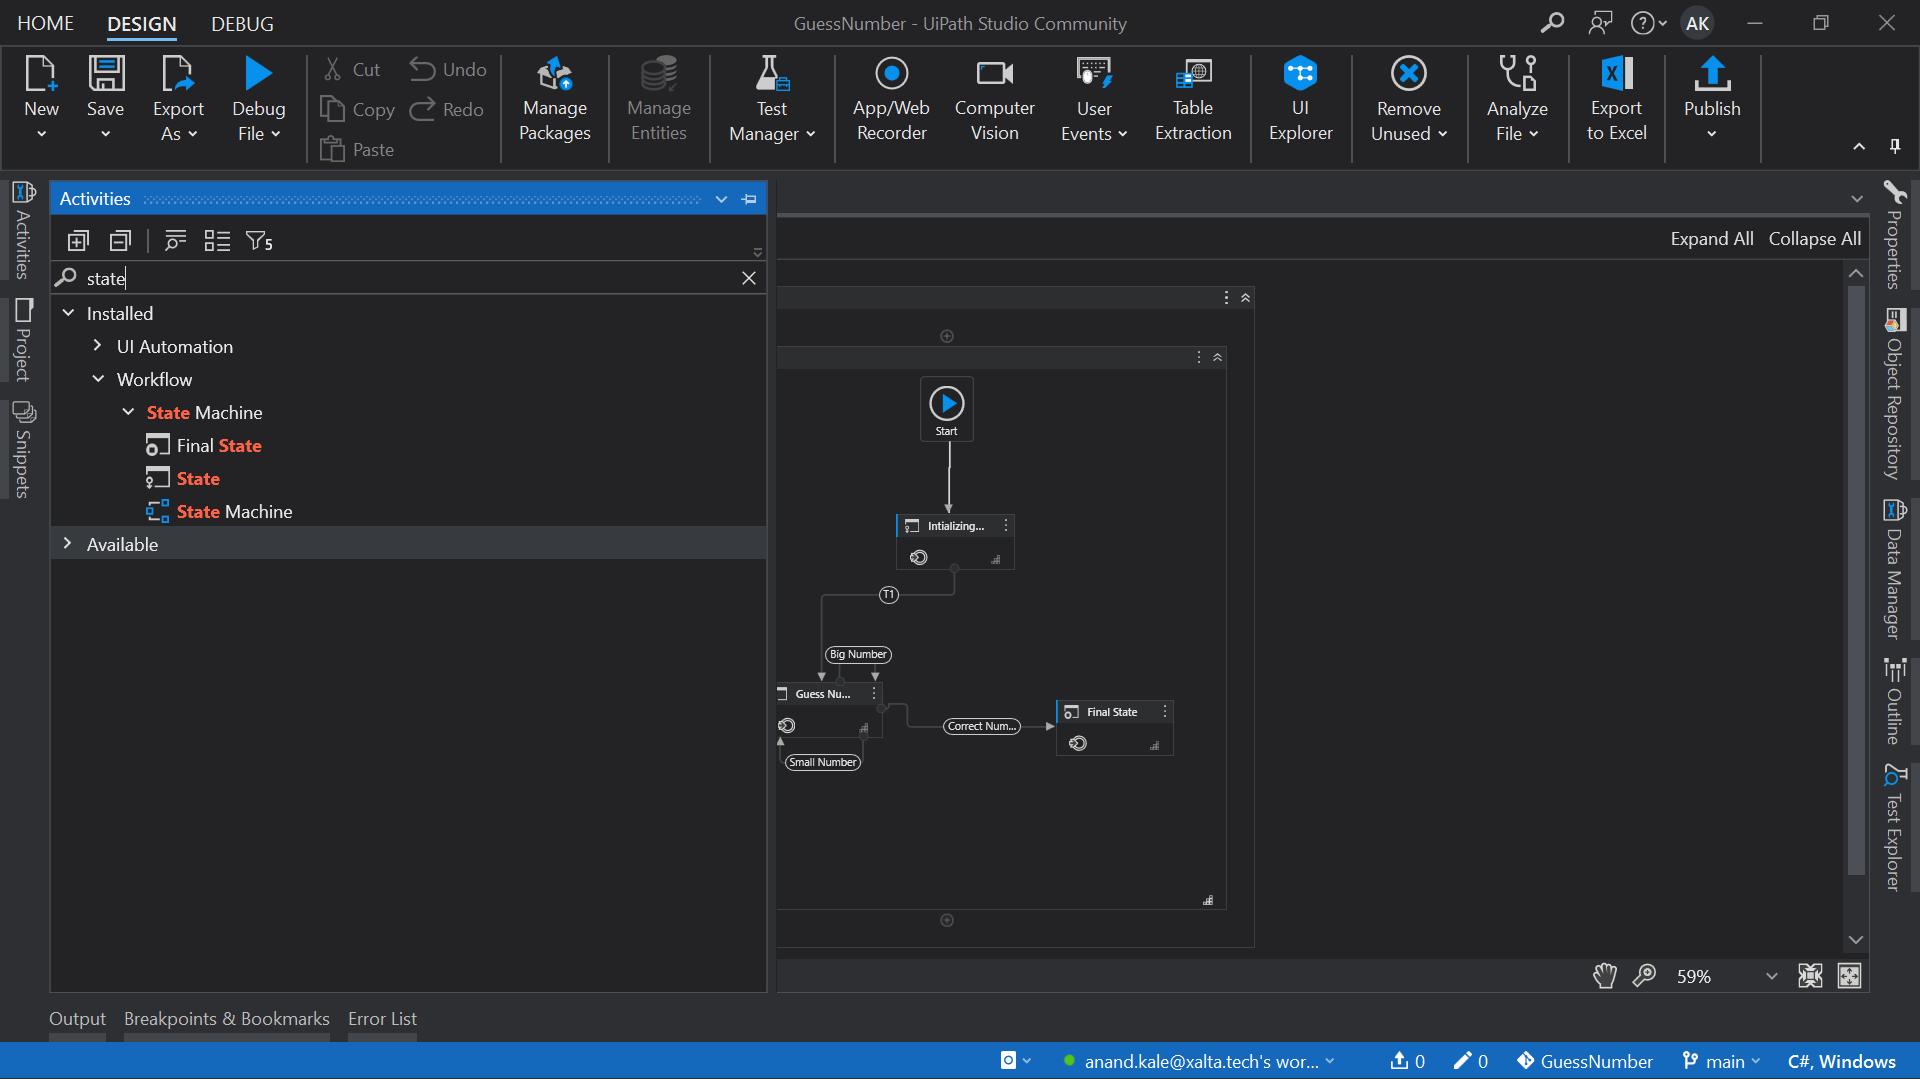 HOME DESIGN DEBUG GuessNumber - UiPath Studio Community AK
New Save Export As Debug File Cut Copy Paste Undo Redo Manage Packages Manage Entities Test Manager App/Web Recorder Computer Vision User Events Table Extraction UI Explorer Remove Unused Analyze File Export to Excel Publish
Activities
Project
Snippets
Activities
5
state
Installed
UI Automation
Workflow
State Machine
Final State
State
State Machine
Available
Expand All Collapse All
Start
Intializing...
T1
Big Number
Guess Nu...
Correct Num...
Final State
Small Number
59%
Properties
Object Repository
Data Manager
Outline
Test Explorer
Output Breakpoints & Bookmarks Error List
anand.kale@xalta.tech's wor... 0 0 GuessNumber main C#, Windows